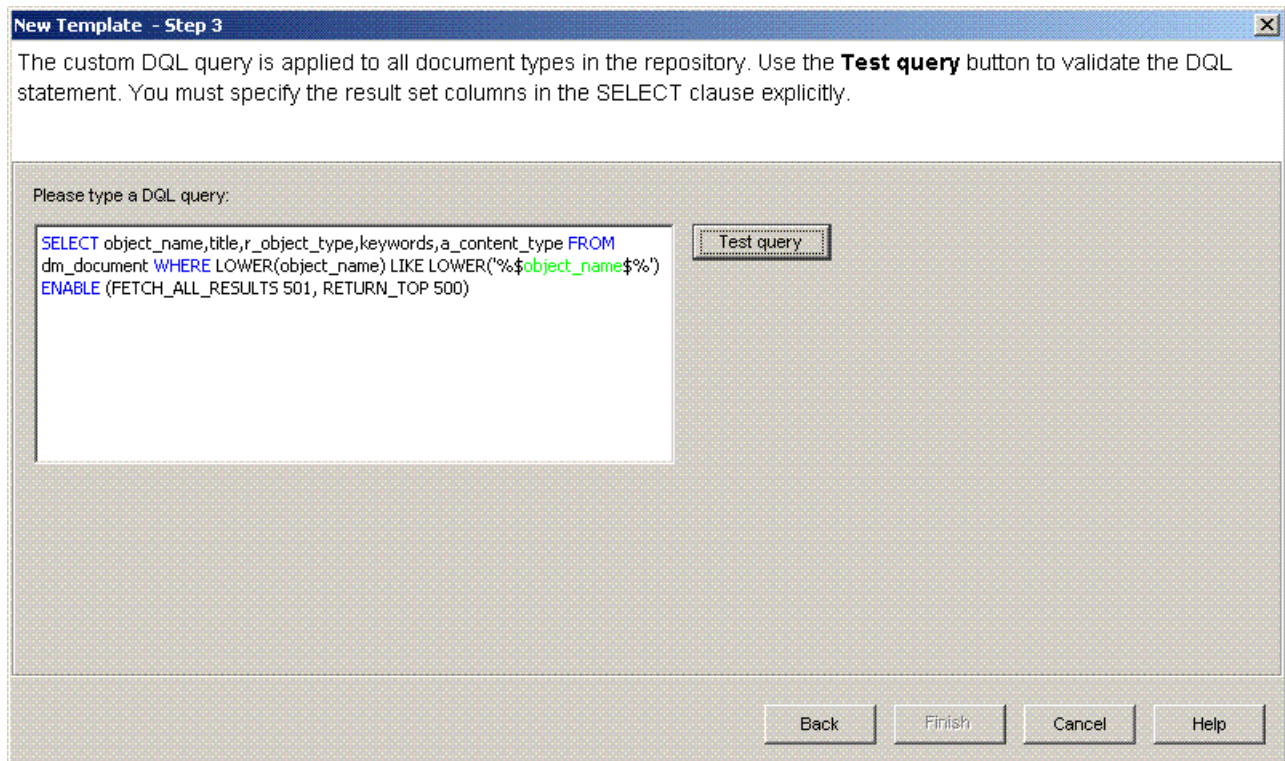 New Template - Step 3
The custom DQL query is applied to all document types in the repository. Use the Test query button to validate the DQL
statement. You must specify the result set columns in the SELECT clause explicitly.
Please type a DQL query:
SELECT object_name,title,r_object_type,keywords,a_content_type FROM
dm_document WHERE LOWER(object_name) LIKE LOWER('%$object_name$%')
ENABLE (FETCH_ALL_RESULTS 501, RETURN_TOP 500)
Test query
Back Finish Cancel Help